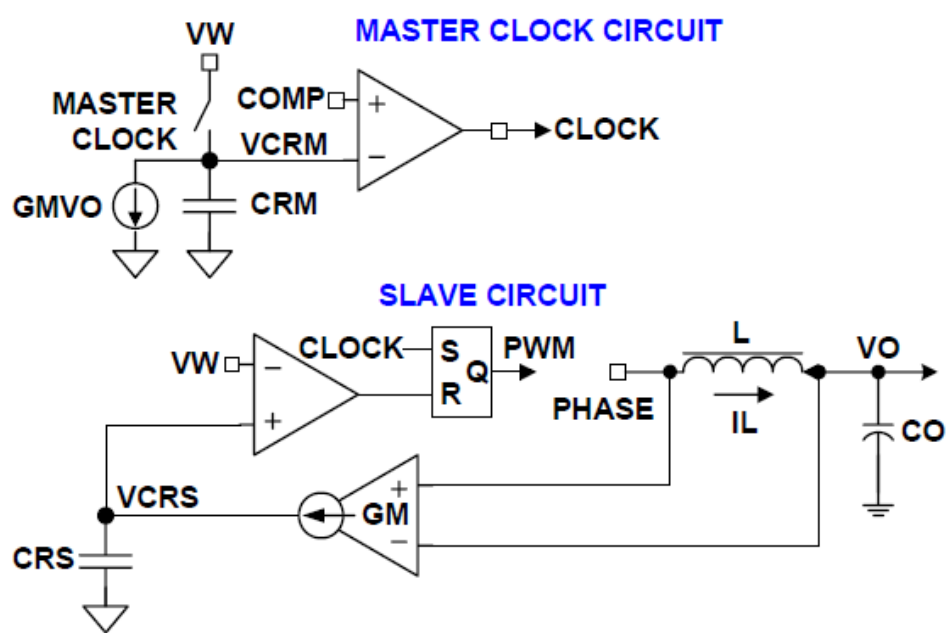 MASTER CLOCK CIRCUIT
VW
MASTER
CLOCK
COMP
+
CLOCK
VCRM
−
GMVO
CRM
SLAVE CIRCUIT
VW
−
CLOCK
S
Q
R
PWM
L
VO
+
PHASE
IL
CO
VCRS
+
GM
−
CRS